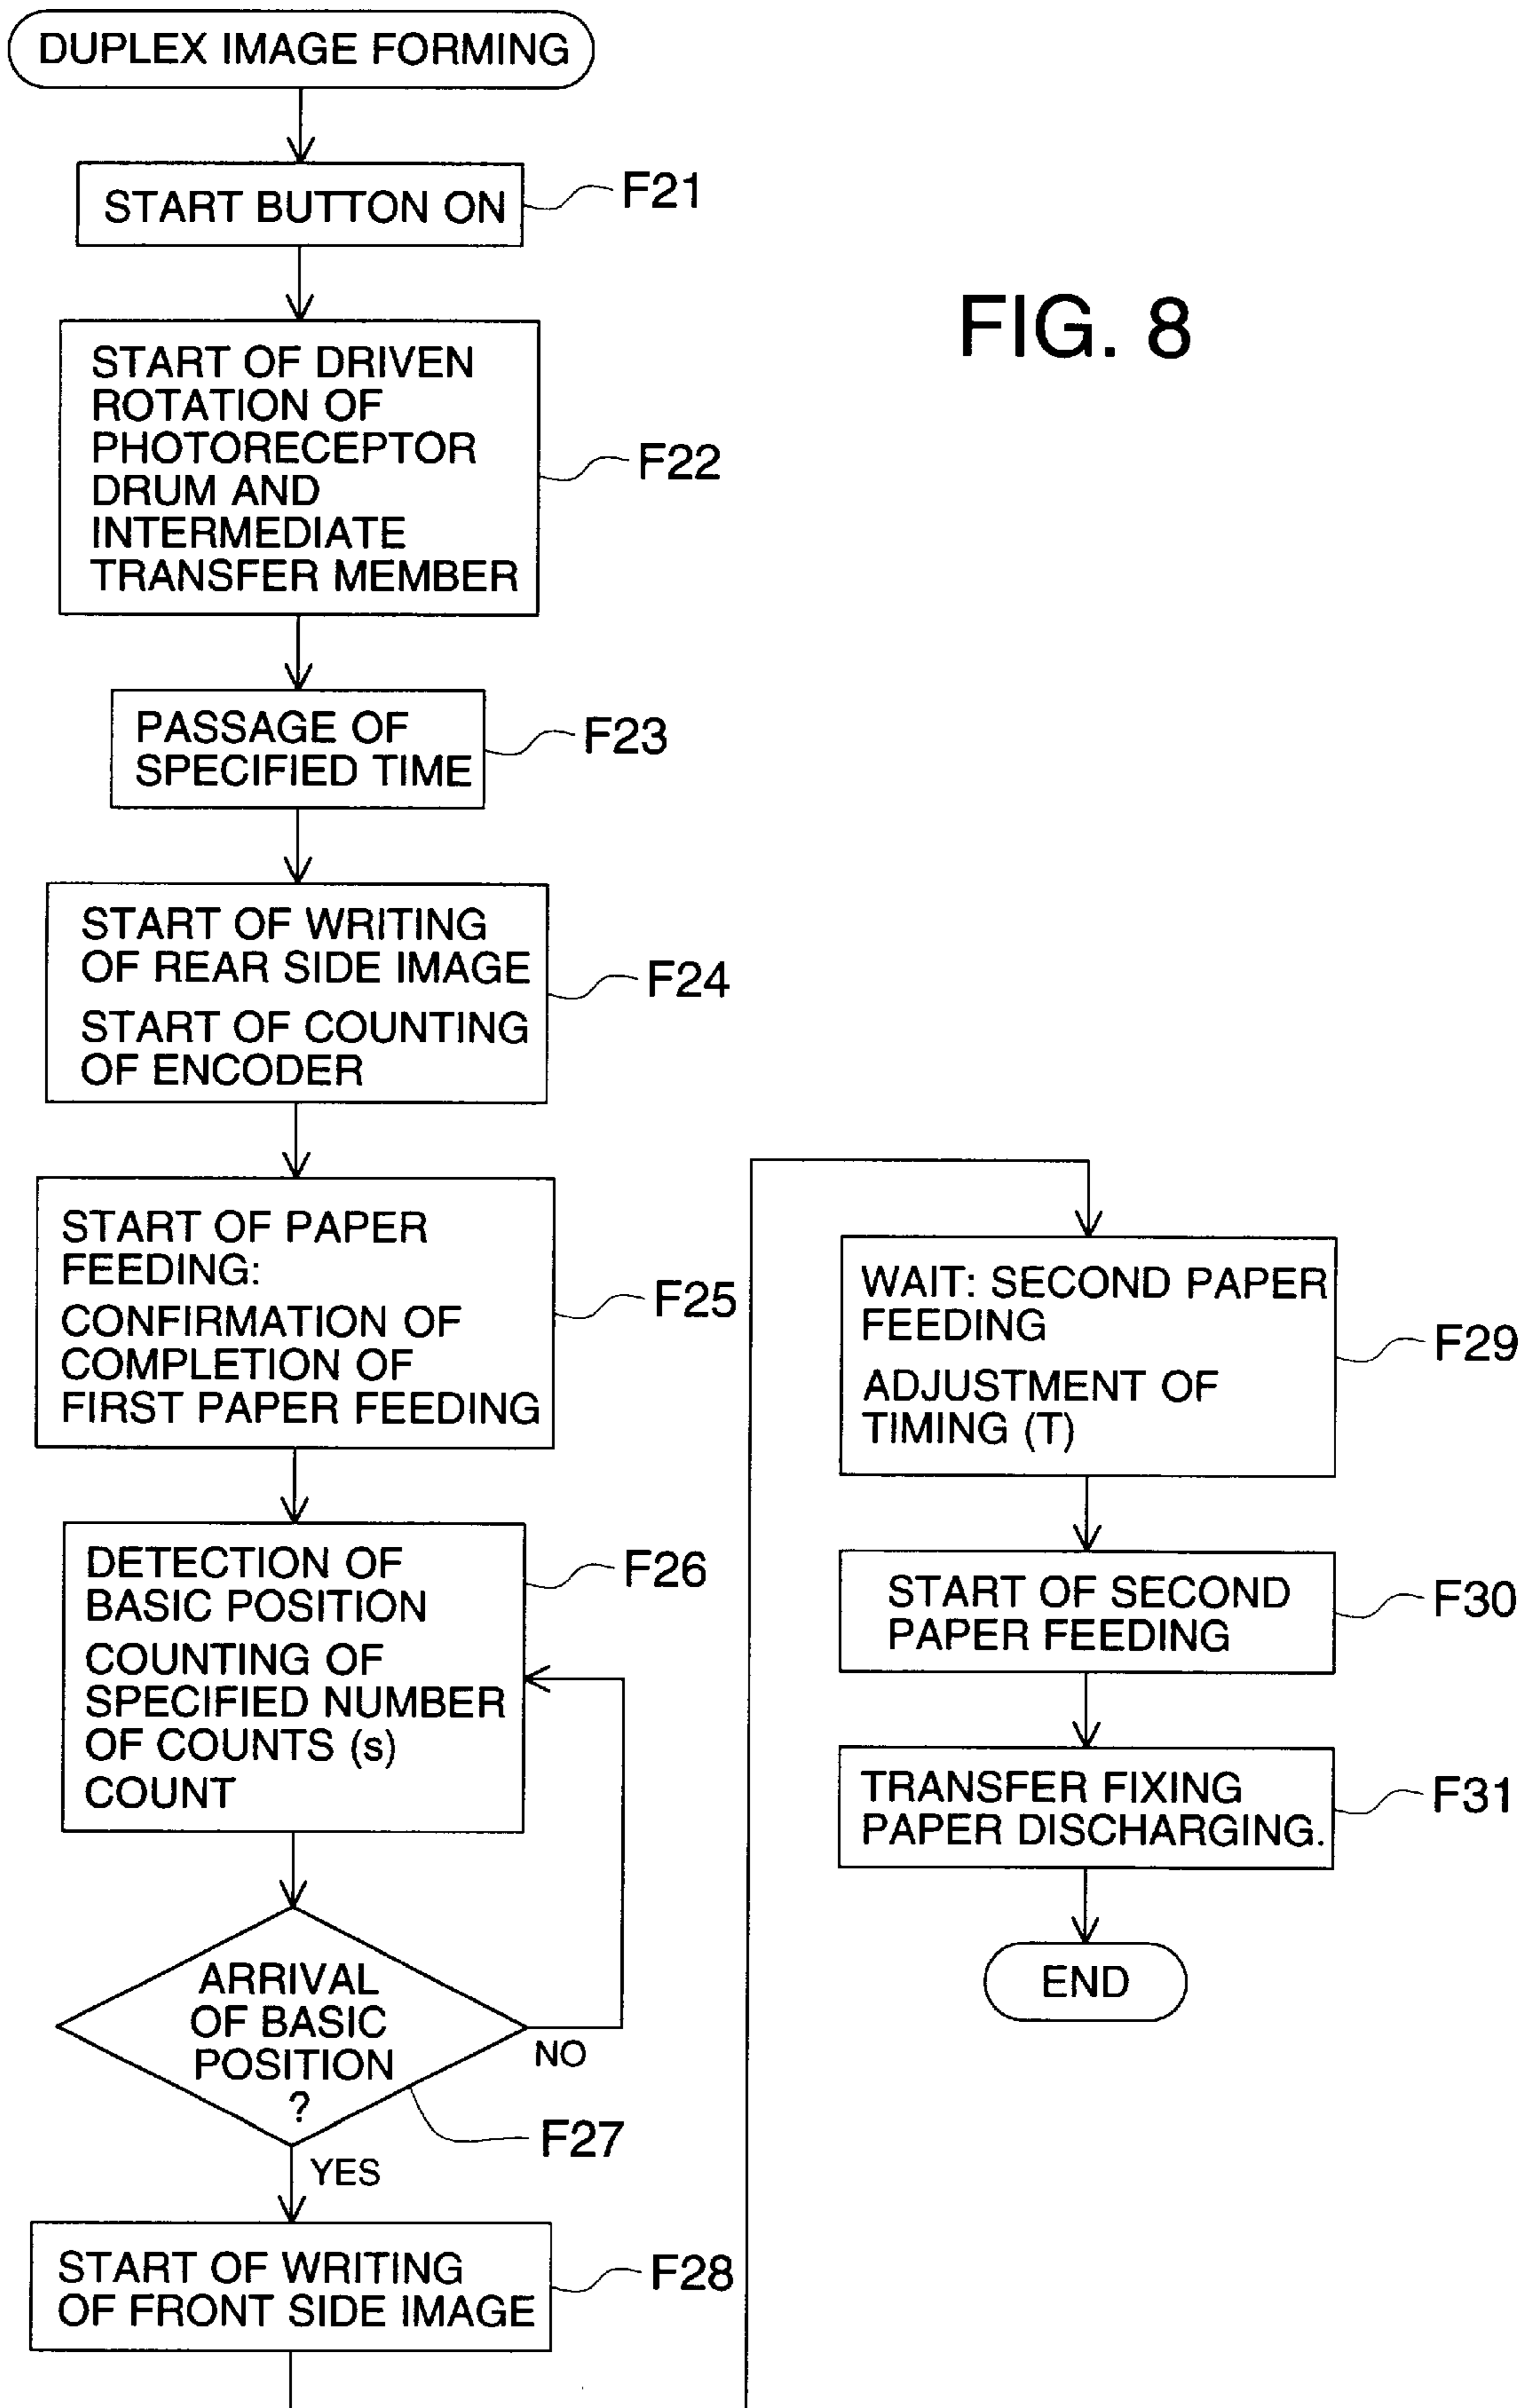 DUPLEX IMAGE FORMING
START BUTTON ON
F21
FIG. 8
START OF DRIVEN
ROTATION OF
PHOTORECEPTOR
DRUM AND
INTERMEDIATE
TRANSFER MEMBER
F22
PASSAGE OF
SPECIFIED TIME
F23
START OF WRITING
OF REAR SIDE IMAGE
START OF COUNTING
OF ENCODER
F24
START OF PAPER
FEEDING:
CONFIRMATION OF
COMPLETION OF
FIRST PAPER FEEDING
F25
DETECTION OF
BASIC POSITION
COUNTING OF
SPECIFIED NUMBER
OF COUNTS (s)
COUNT
F26
ARRIVAL
OF BASIC
POSITION
?
NO
F27
YES
START OF WRITING
OF FRONT SIDE IMAGE
F28
WAIT: SECOND PAPER
FEEDING
ADJUSTMENT OF
TIMING (T)
F29
START OF SECOND
PAPER FEEDING
F30
TRANSFER FIXING
PAPER DISCHARGING.
F31
END